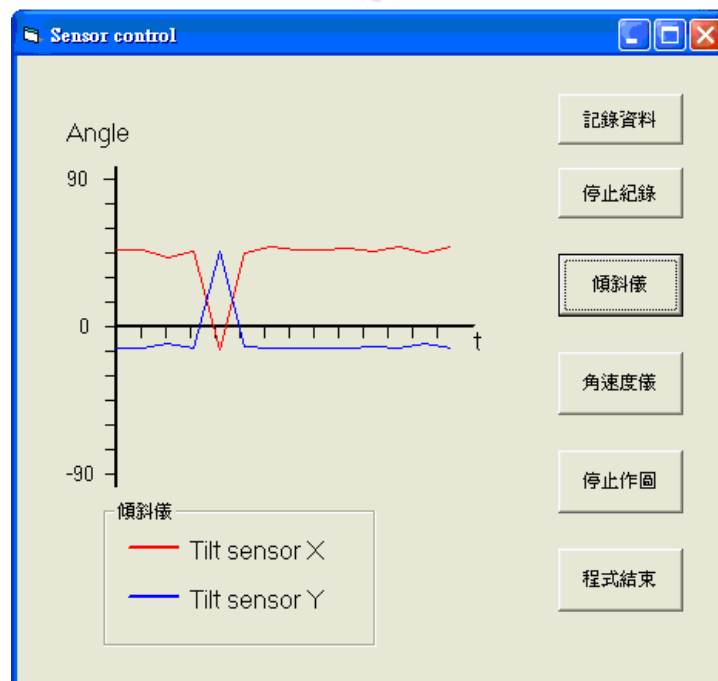 Sensor control
Angle
90
0
t
-90
傾斜儀
Tilt sensor X
Tilt sensor Y
記錄資料
停止紀錄
傾斜儀
角速度儀
停止作圖
程式結束